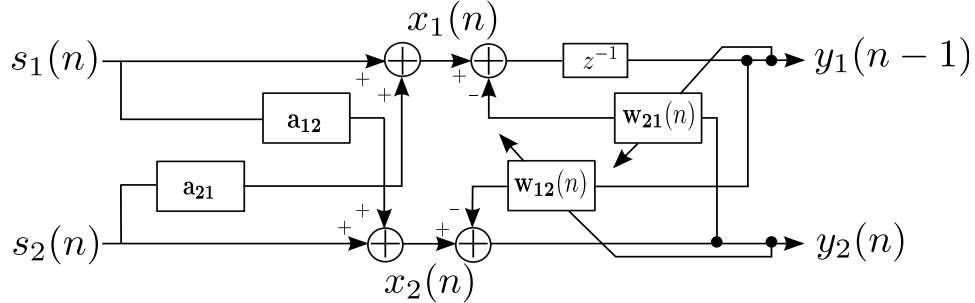 x₁(n)
s₁(n)
+
+
+
−
z⁻¹
y₁(n − 1)
a₁₂
w₂₁(n)
a₂₁
w₁₂(n)
+
+
−
+
s₂(n)
y₂(n)
x₂(n)